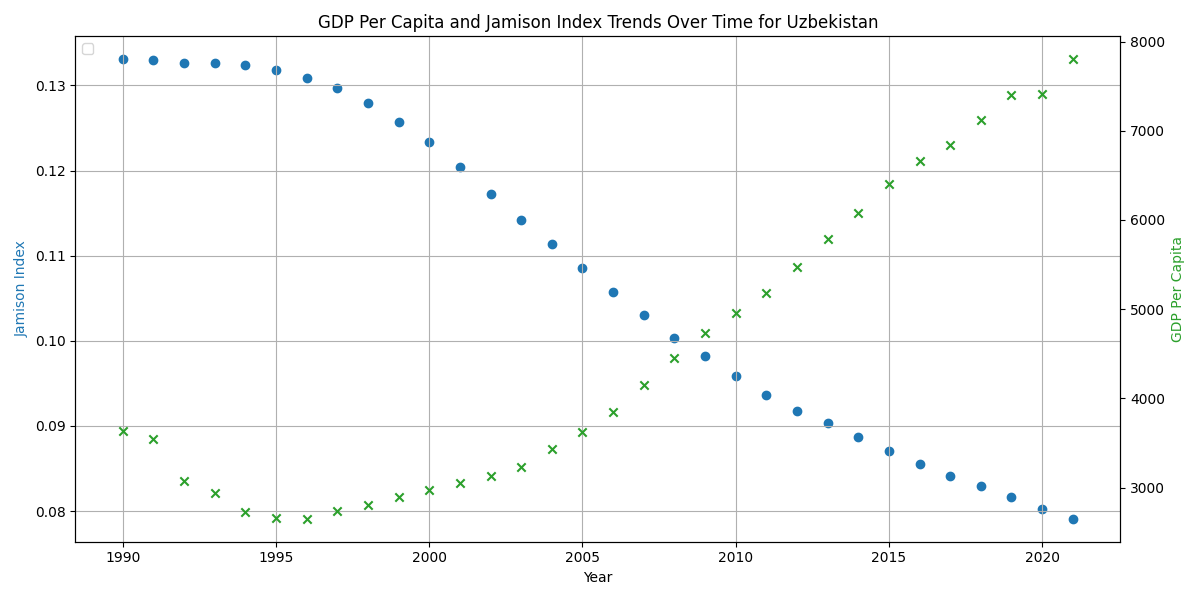 GDP Per Capita and Jamison Index Trends Over Time for Uzbekistan
0.13
0.12
0.11
0.10
0.09
0.08
Jamison Index
8000
7000
6000
5000
4000
3000
GDP Per Capita
1990 1995 2000 2005 2010 2015 2020
Year